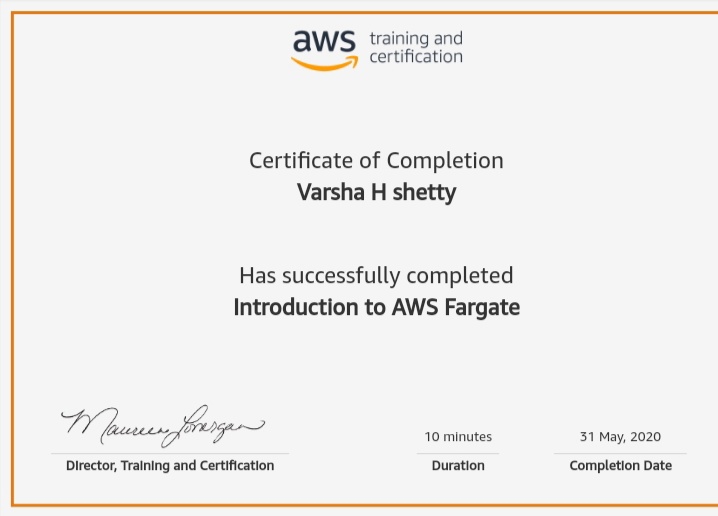 aws training and
certification
Certificate of Completion
Varsha H shetty
Has successfully completed
Introduction to AWS Fargate
Maureen Lonergan
10 minutes
31 May, 2020
Director, Training and Certification
Duration
Completion Date